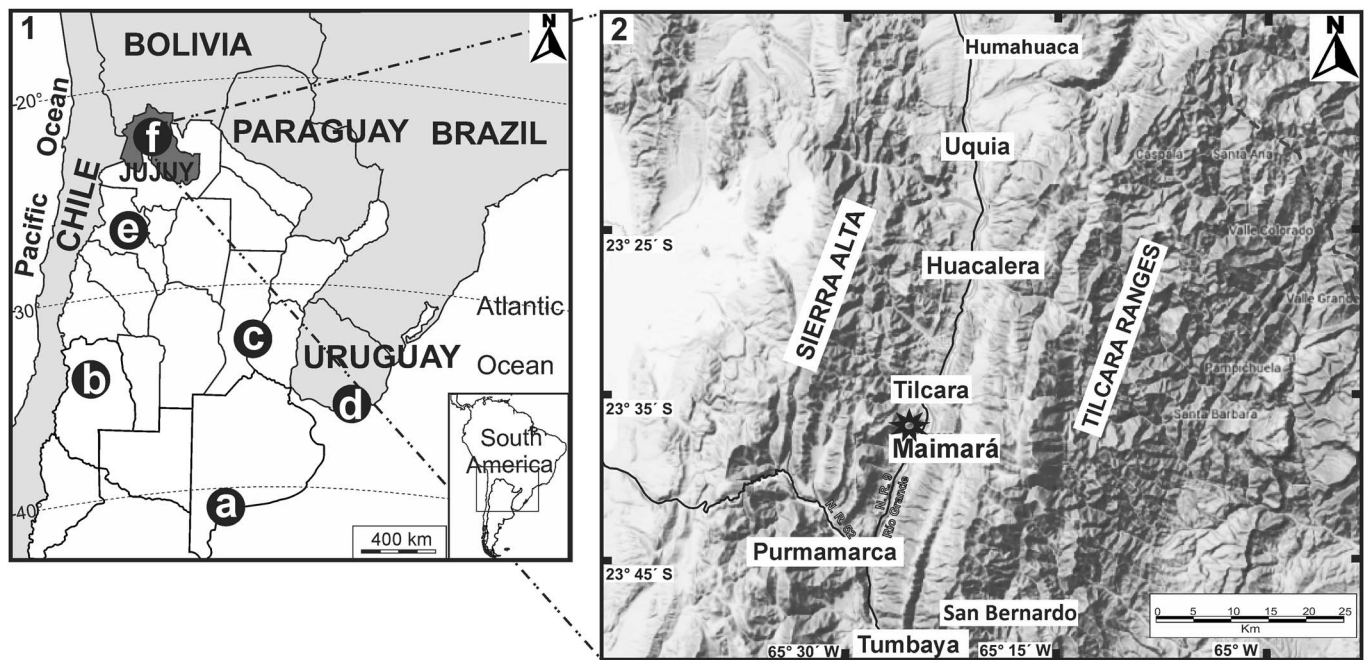 1
N
BOLIVIA
-20°
PARAGUAY
BRAZIL
f
JUJUY
Pacific Ocean
CHILE
e
-30°
Atlantic
Ocean
c
URUGUAY
b
d
South
America
a
-40°
400 km
2
N
Humahuaca
Uquia
Caspala
Santa Ana
Valle Colorado
23° 25´ S
SIERRA ALTA
Huacalera
TILCARA RANGES
Valle Grande
Pampichuela
Tilcara
23° 35´ S
Santa Barbara
Maimará
N. R. 9
Río Grande
N. R. 52
Purmamarca
23° 45´ S
San Bernardo
0 5 10 15 20 25
Km
Tumbaya
65° 30´ W
65° 15´ W
65° W